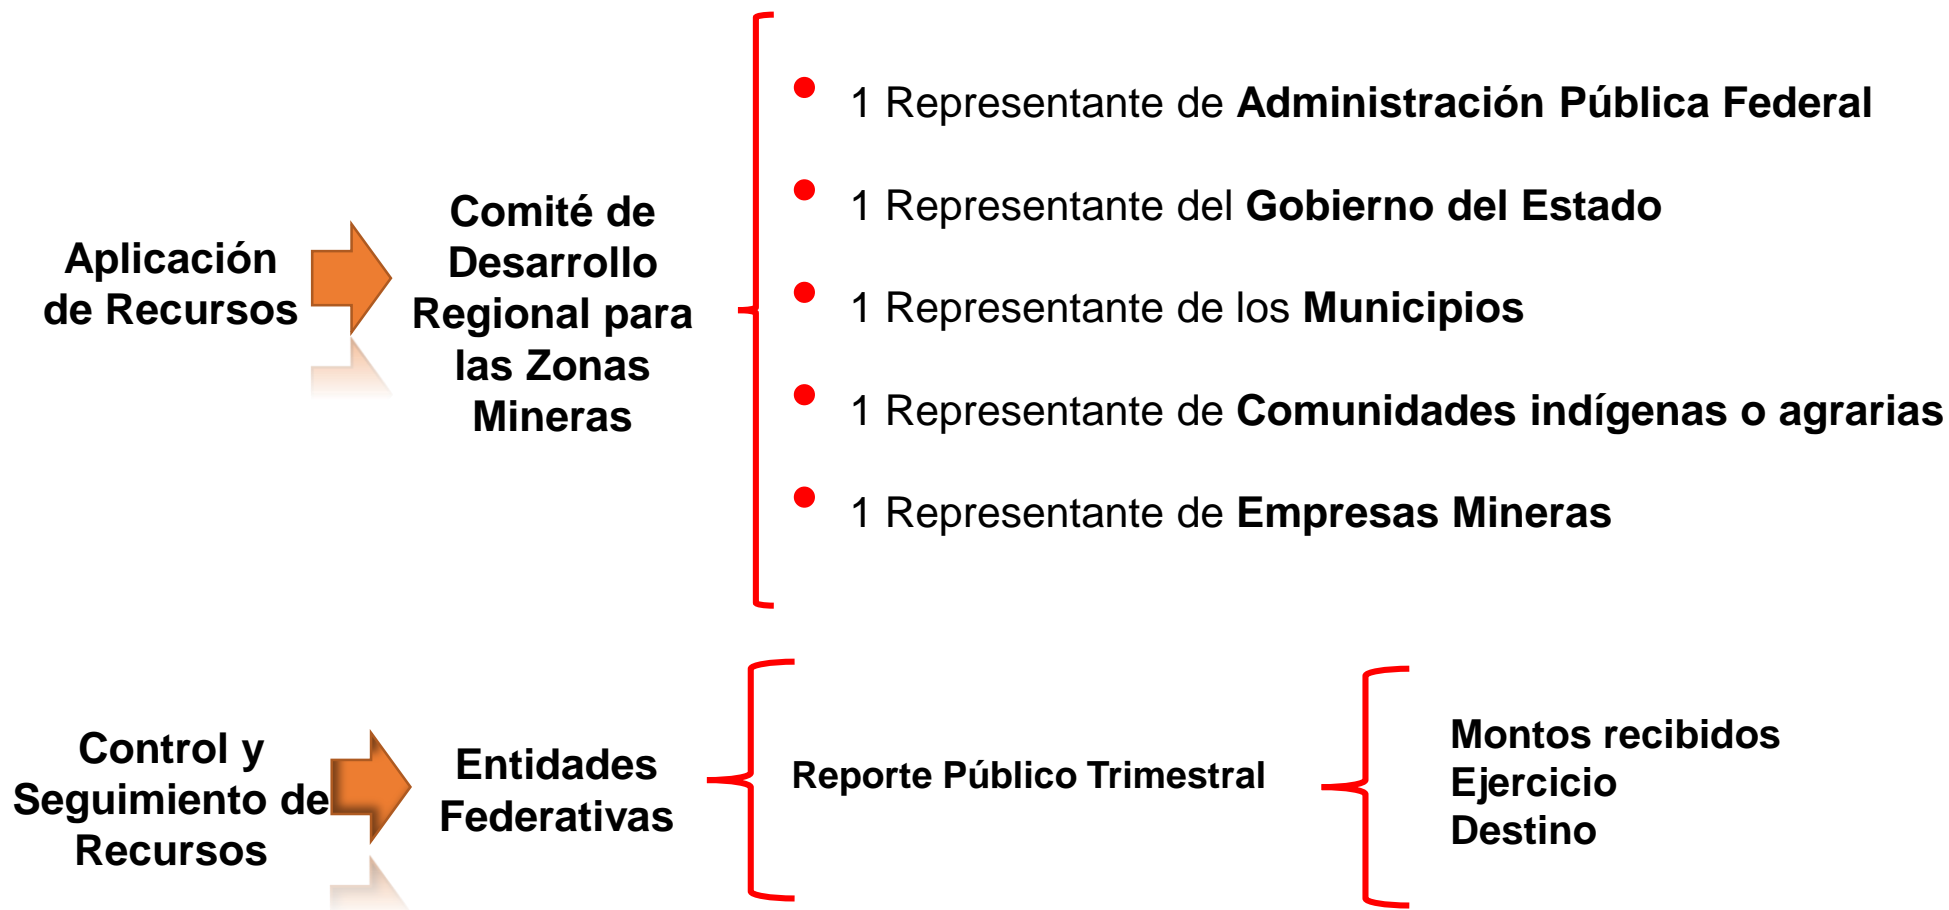 Aplicación
de Recursos
Comité de
Desarrollo
Regional para
las Zonas
Mineras
• 1 Representante de Administración Pública Federal
• 1 Representante del Gobierno del Estado
• 1 Representante de los Municipios
• 1 Representante de Comunidades indígenas o agrarias
• 1 Representante de Empresas Mineras
Control y
Seguimiento de
Recursos
Entidades
Federativas
Reporte Público Trimestral
Montos recibidos
Ejercicio
Destino